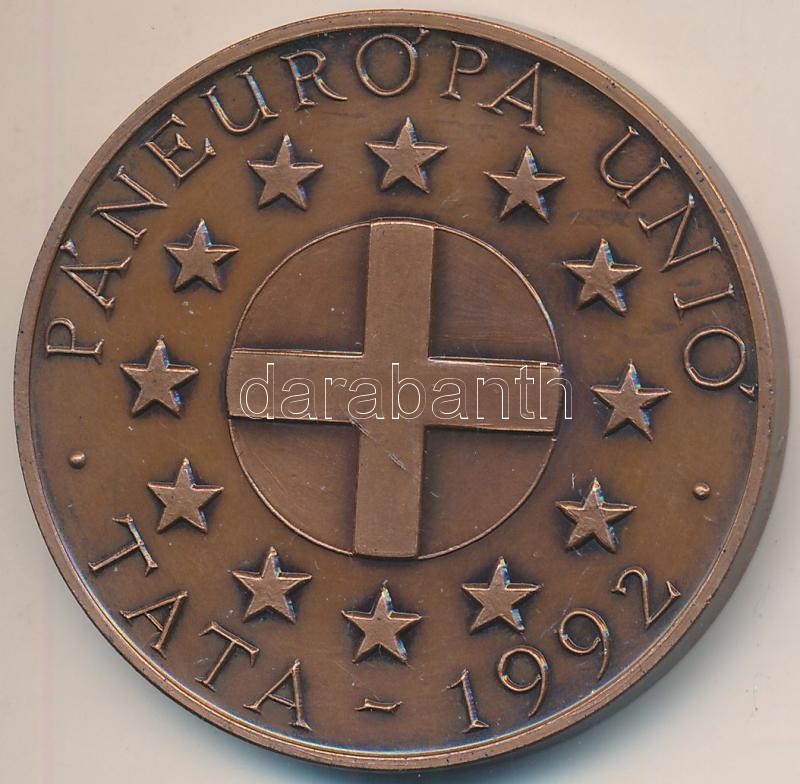 PÁNEURÓPA UNIÓ
darabanth
· TATA - 1992 ·